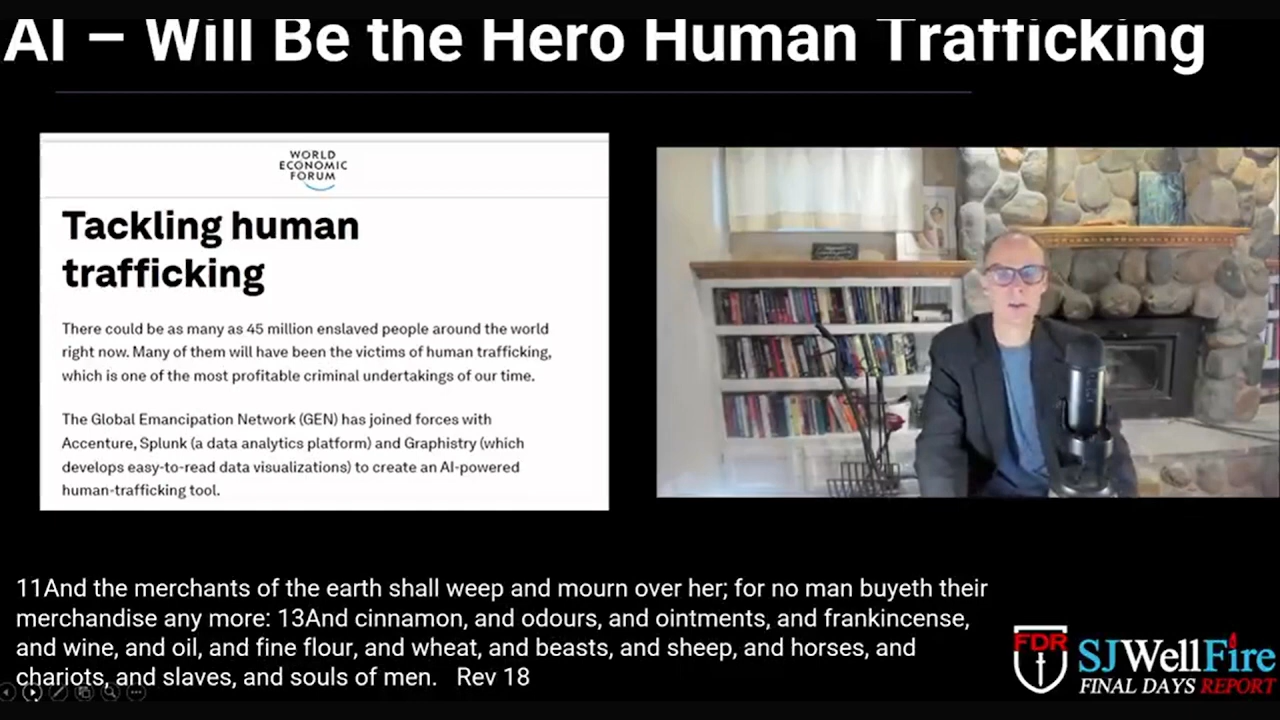 AI – Will Be the Hero Human Trafficking
WORLD
ECONOMIC
FORUM
Tackling human
trafficking
There could be as many as 45 million enslaved people around the world
right now. Many of them will have been the victims of human trafficking,
which is one of the most profitable criminal undertakings of our time.
The Global Emancipation Network (GEN) has joined forces with
Accenture, Splunk (a data analytics platform) and Graphistry (which
develops easy-to-read data visualizations) to create an AI-powered
human-trafficking tool.
11And the merchants of the earth shall weep and mourn over her; for no man buyeth their
merchandise any more: 13And cinnamon, and odours, and ointments, and frankincense,
and wine, and oil, and fine flour, and wheat, and beasts, and sheep, and horses, and
chariots, and slaves, and souls of men. Rev 18
FDR
SJWellFire
FINAL DAYS REPORT